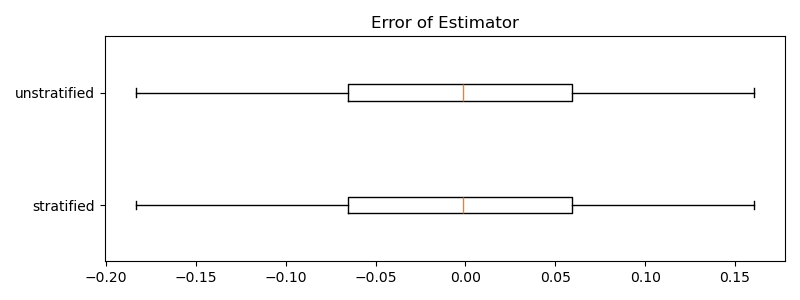 Error of Estimator
unstratified
stratified
−0.20 −0.15 −0.10 −0.05 0.00 0.05 0.10 0.15